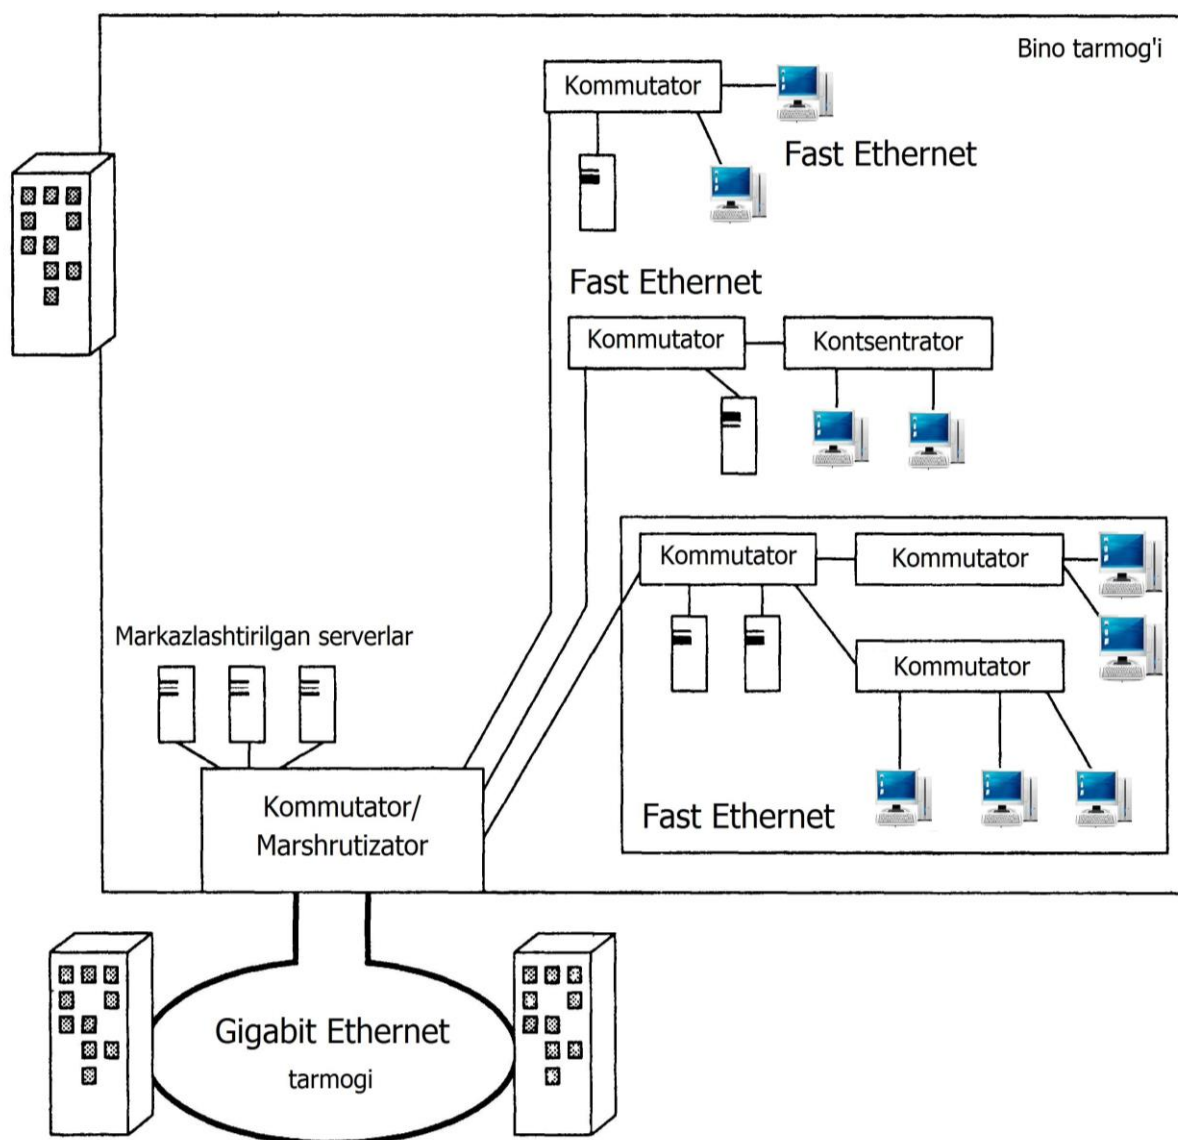 Bino tarmog'i
Kommutator
Fast Ethernet
Fast Ethernet
Kommutator
Kontsentrator
Kommutator
Kommutator
Markazlashtirilgan serverlar
Kommutator
Kommutator/
Marshrutizator
Fast Ethernet
Gigabit Ethernet
tarmogi